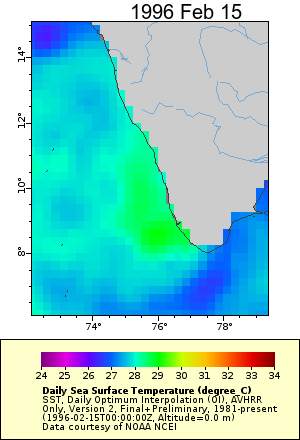 1996 Feb 15
14°
12°
10°
8°
74° 76° 78°
24 25 26 27 28 29 30 31 32 33 34
Daily Sea Surface Temperature (degree_C)
SST, Daily Optimum Interpolation (OI), AVHRR
Only, Version 2, Final+Preliminary, 1981-present
(1996-02-15T00:00:00Z, Altitude=0.0 m)
Data courtesy of NOAA NCEI